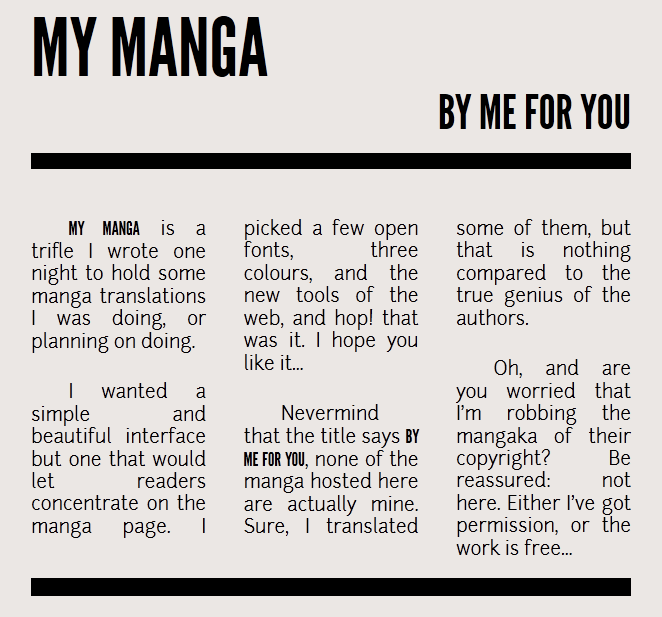 MY MANGA
BY ME FOR YOU
MY MANGA is a
trifle I wrote one
night to hold some
manga translations
I was doing, or
planning on doing.
I wanted a
simple and
beautiful interface
but one that would
let readers
concentrate on the
manga page. I
picked a few open
fonts, three
colours, and the
new tools of the
web, and hop! that
was it. I hope you
like it...
Nevermind
that the title says BY
ME FOR YOU, none of the
manga hosted here
are actually mine.
Sure, I translated
some of them, but
that is nothing
compared to the
true genius of the
authors.
Oh, and are
you worried that
I'm robbing the
mangaka of their
copyright? Be
reassured: not
here. Either I've got
permission, or the
work is free...